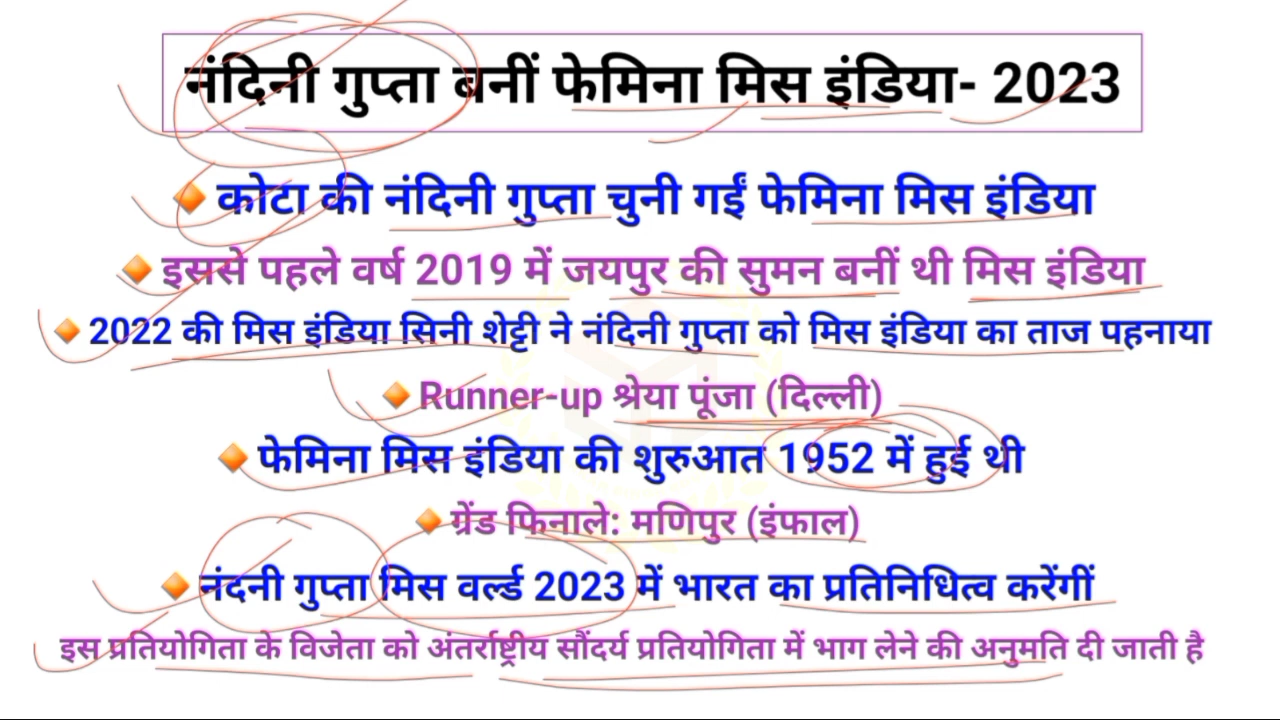 नंदिनी गुप्ता बनीं फेमिना मिस इंडिया- 2023
कोटा की नंदिनी गुप्ता चुनी गईं फेमिना मिस इंडिया
इससे पहले वर्ष 2019 में जयपुर की सुमन बनीं थी मिस इंडिया
2022 की मिस इंडिया सिनी शेट्टी ने नंदिनी गुप्ता को मिस इंडिया का ताज पहनाया
Runner-up श्रेया पूंजा (दिल्ली)
फेमिना मिस इंडिया की शुरुआत 1952 में हुई थी
ग्रेंड फिनाले: मणिपुर (इंफाल)
नंदनी गुप्ता मिस वर्ल्ड 2023 में भारत का प्रतिनिधित्व करेंगीं
इस प्रतियोगिता के विजेता को अंतर्राष्ट्रीय सौंदर्य प्रतियोगिता में भाग लेने की अनुमति दी जाती है